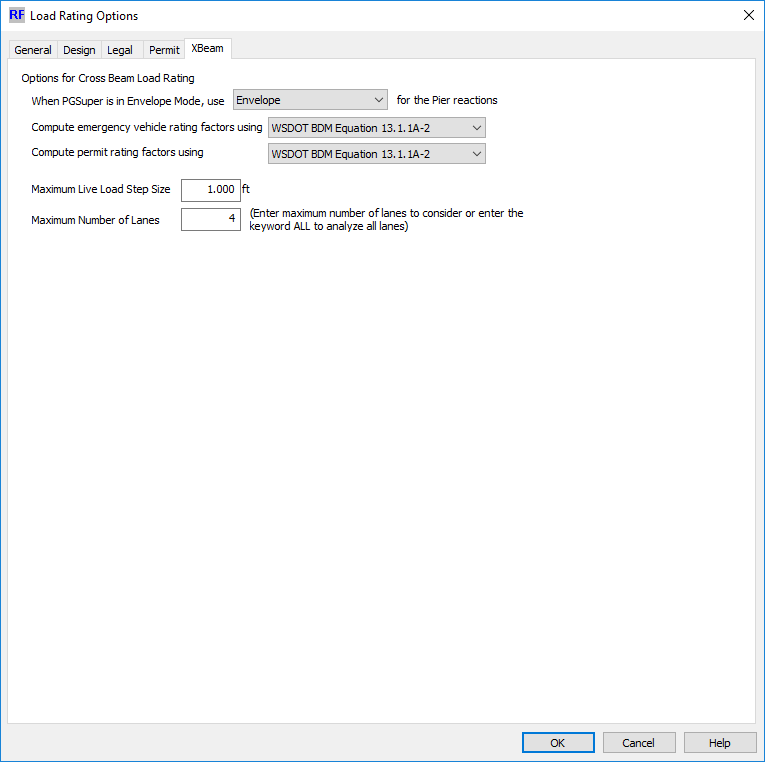 RF Load Rating Options
General Design Legal Permit XBeam
Options for Cross Beam Load Rating
When PGSuper is in Envelope Mode, use Envelope for the Pier reactions
Compute emergency vehicle rating factors using WSDOT BDM Equation 13.1.1A-2
Compute permit rating factors using WSDOT BDM Equation 13.1.1A-2
Maximum Live Load Step Size 1.000 ft
Maximum Number of Lanes 4 (Enter maximum number of lanes to consider or enter the
keyword ALL to analyze all lanes)
OK Cancel Help